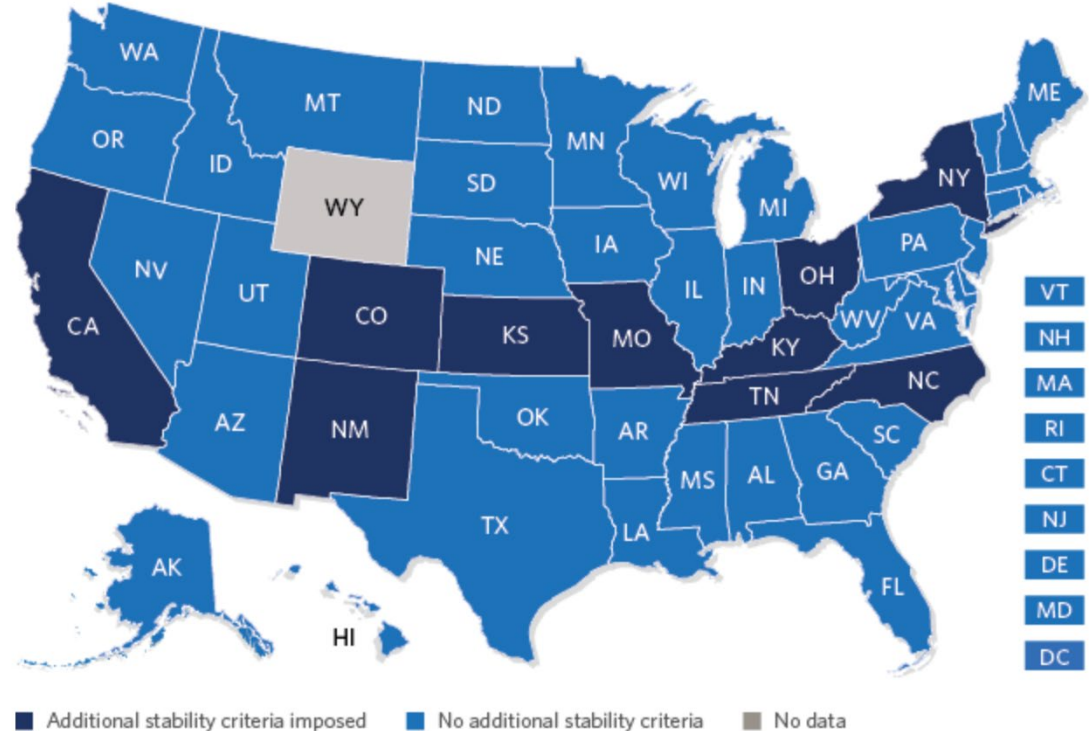 WA
MT
ND
MN
ME
OR
ID
SD
WI
MI
NY
WY
NE
IA
PA
NV
UT
CO
KS
MO
IL
IN
OH
WV
VA
KY
CA
AZ
NM
OK
AR
TN
NC
SC
MS
AL
GA
TX
LA
FL
AK
HI
VT
NH
MA
RI
CT
NJ
DE
MD
DC
Additional stability criteria imposed No additional stability criteria No data